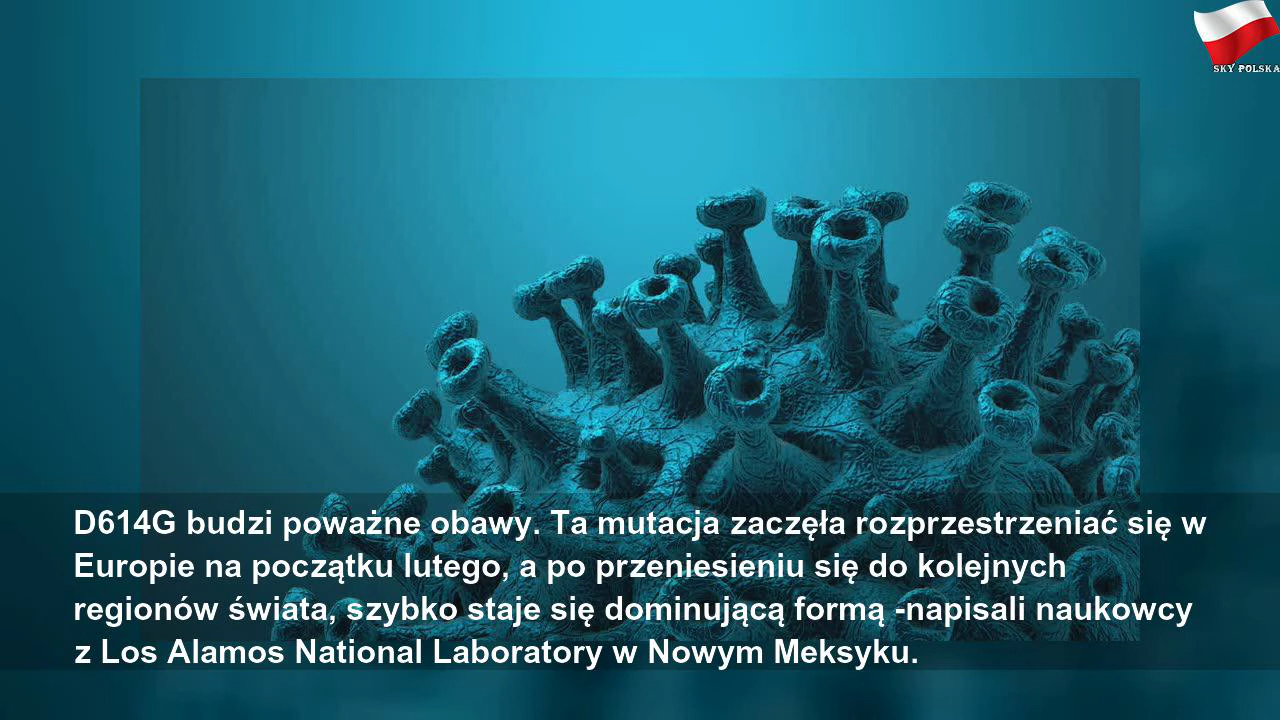 SKY POLSKA
D614G budzi poważne obawy. Ta mutacja zaczęła rozprzestrzeniać się w
Europie na początku lutego, a po przeniesieniu się do kolejnych
regionów świata, szybko staje się dominującą formą -napisali naukowcy
z Los Alamos National Laboratory w Nowym Meksyku.